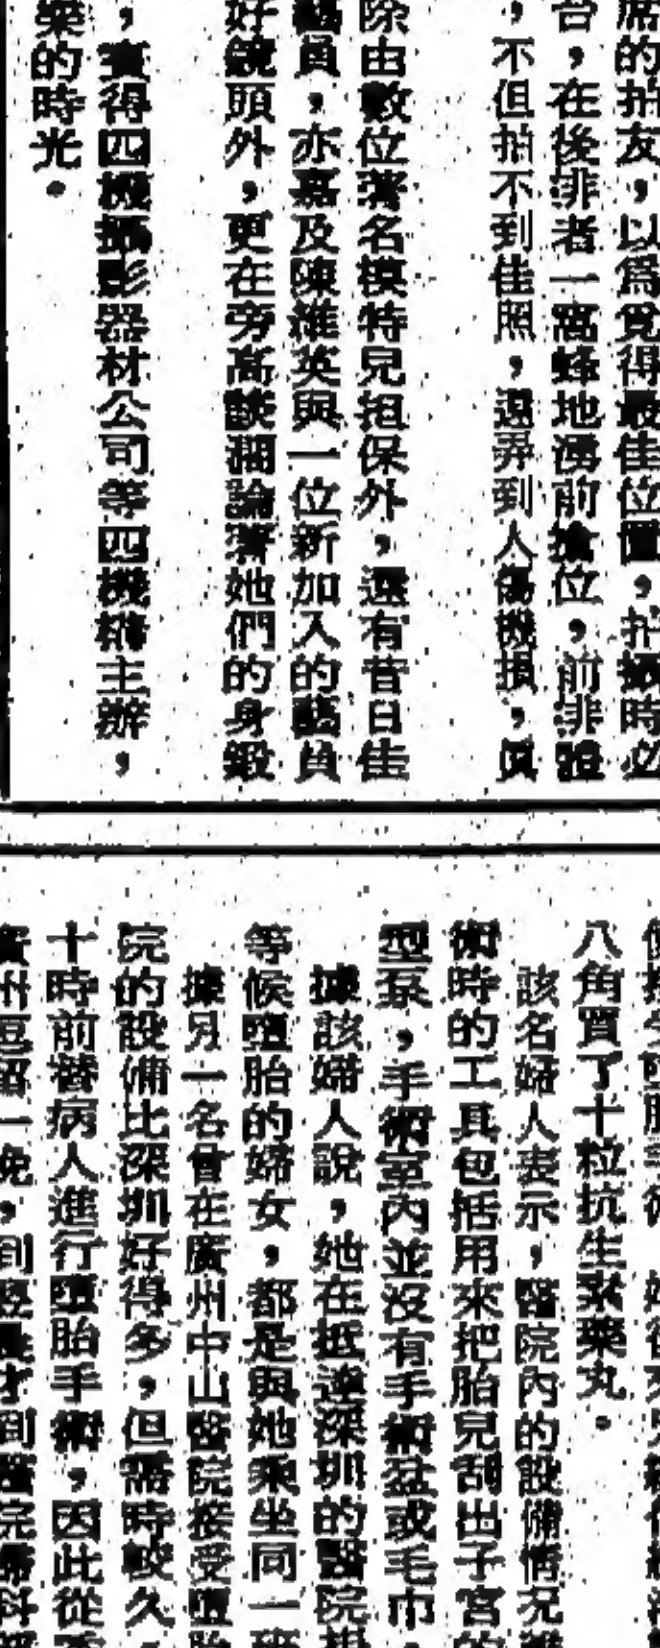 席的拍友，以為覓得最佳位置，拍攝時必
台，在後排者一窩蜂地湧前搶位，前排
，不但拍不到佳照，還弄到人傷機損，真
除由數位著名模特兒担保外，還有昔日佳
藝員，亦嘉及陳維英與一位新加入的藝員
好鏡頭外，更在旁高談濶論著她們的身鍛
，實得四機攝影器材公司等四機辦主辦，
樂的時光。
八角買了十粒抗生素藥丸。
該名婦人表示，醫院內的設備情况
術時的工具包括用來把胎兒刮出子宮的
型泵，手術室內並沒有手術盆或毛巾，
據該婦人說，她在抵達深圳的醫院掛
等候墮胎的婦女，都是與她乘坐同一
據另一名曾在廣州中山醫院接受墮胎
院的設備比深圳好得多，但需時較久，
十時前替病人進行墮胎手術，因此從
廣州逗留一晚，到醫院婦科